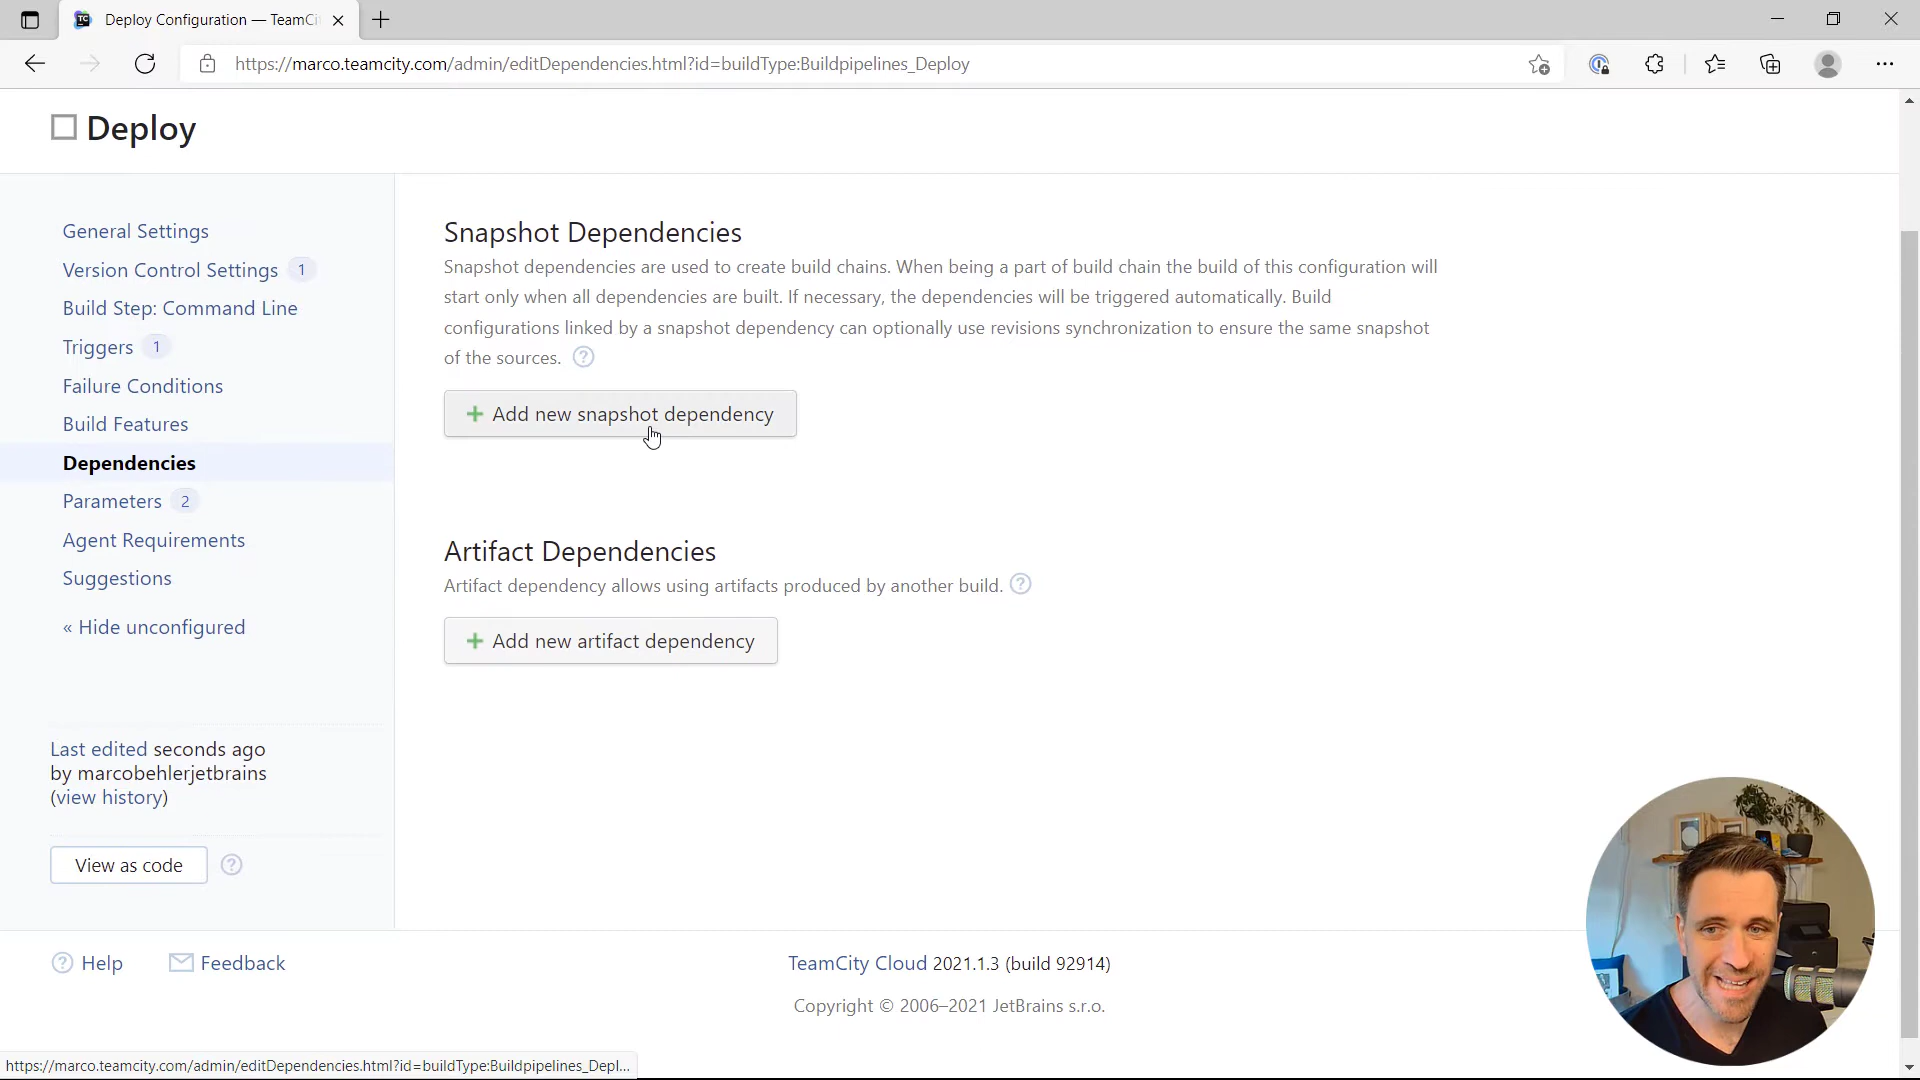 Deploy Configuration — TeamCi
https://marco.teamcity.com/admin/editDependencies.html?id=buildType:Buildpipelines_Deploy
Deploy
General Settings
Version Control Settings 1
Build Step: Command Line
Triggers 1
Failure Conditions
Build Features
Dependencies
Parameters 2
Agent Requirements
Suggestions
« Hide unconfigured
Last edited seconds ago
by marcobehlerjetbrains
(view history)
View as code
Snapshot Dependencies
Snapshot dependencies are used to create build chains. When being a part of build chain the build of this configuration will
start only when all dependencies are built. If necessary, the dependencies will be triggered automatically. Build
configurations linked by a snapshot dependency can optionally use revisions synchronization to ensure the same snapshot
of the sources.
Add new snapshot dependency
Artifact Dependencies
Artifact dependency allows using artifacts produced by another build.
Add new artifact dependency
Help
Feedback
TeamCity Cloud 2021.1.3 (build 92914)
Copyright © 2006–2021 JetBrains s.r.o.
https://marco.teamcity.com/admin/editDependencies.html?id=buildType:Buildpipelines_Depl...